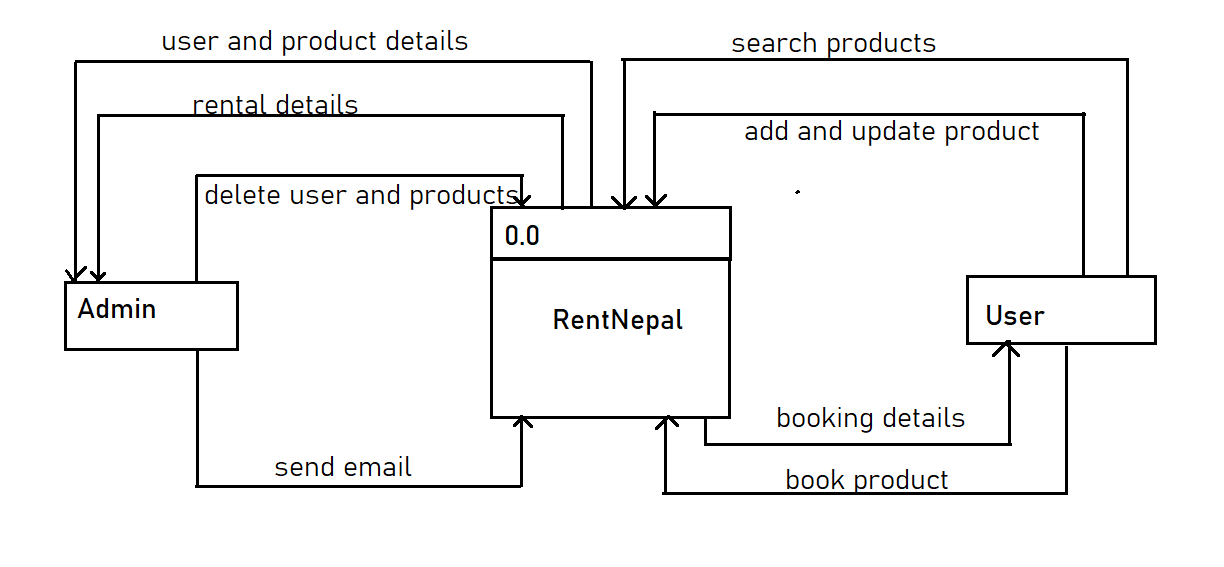 user and product details
search products
rental details
add and update product
delete user and products
0.0
Admin
RentNepal
User
booking details
send email
book product